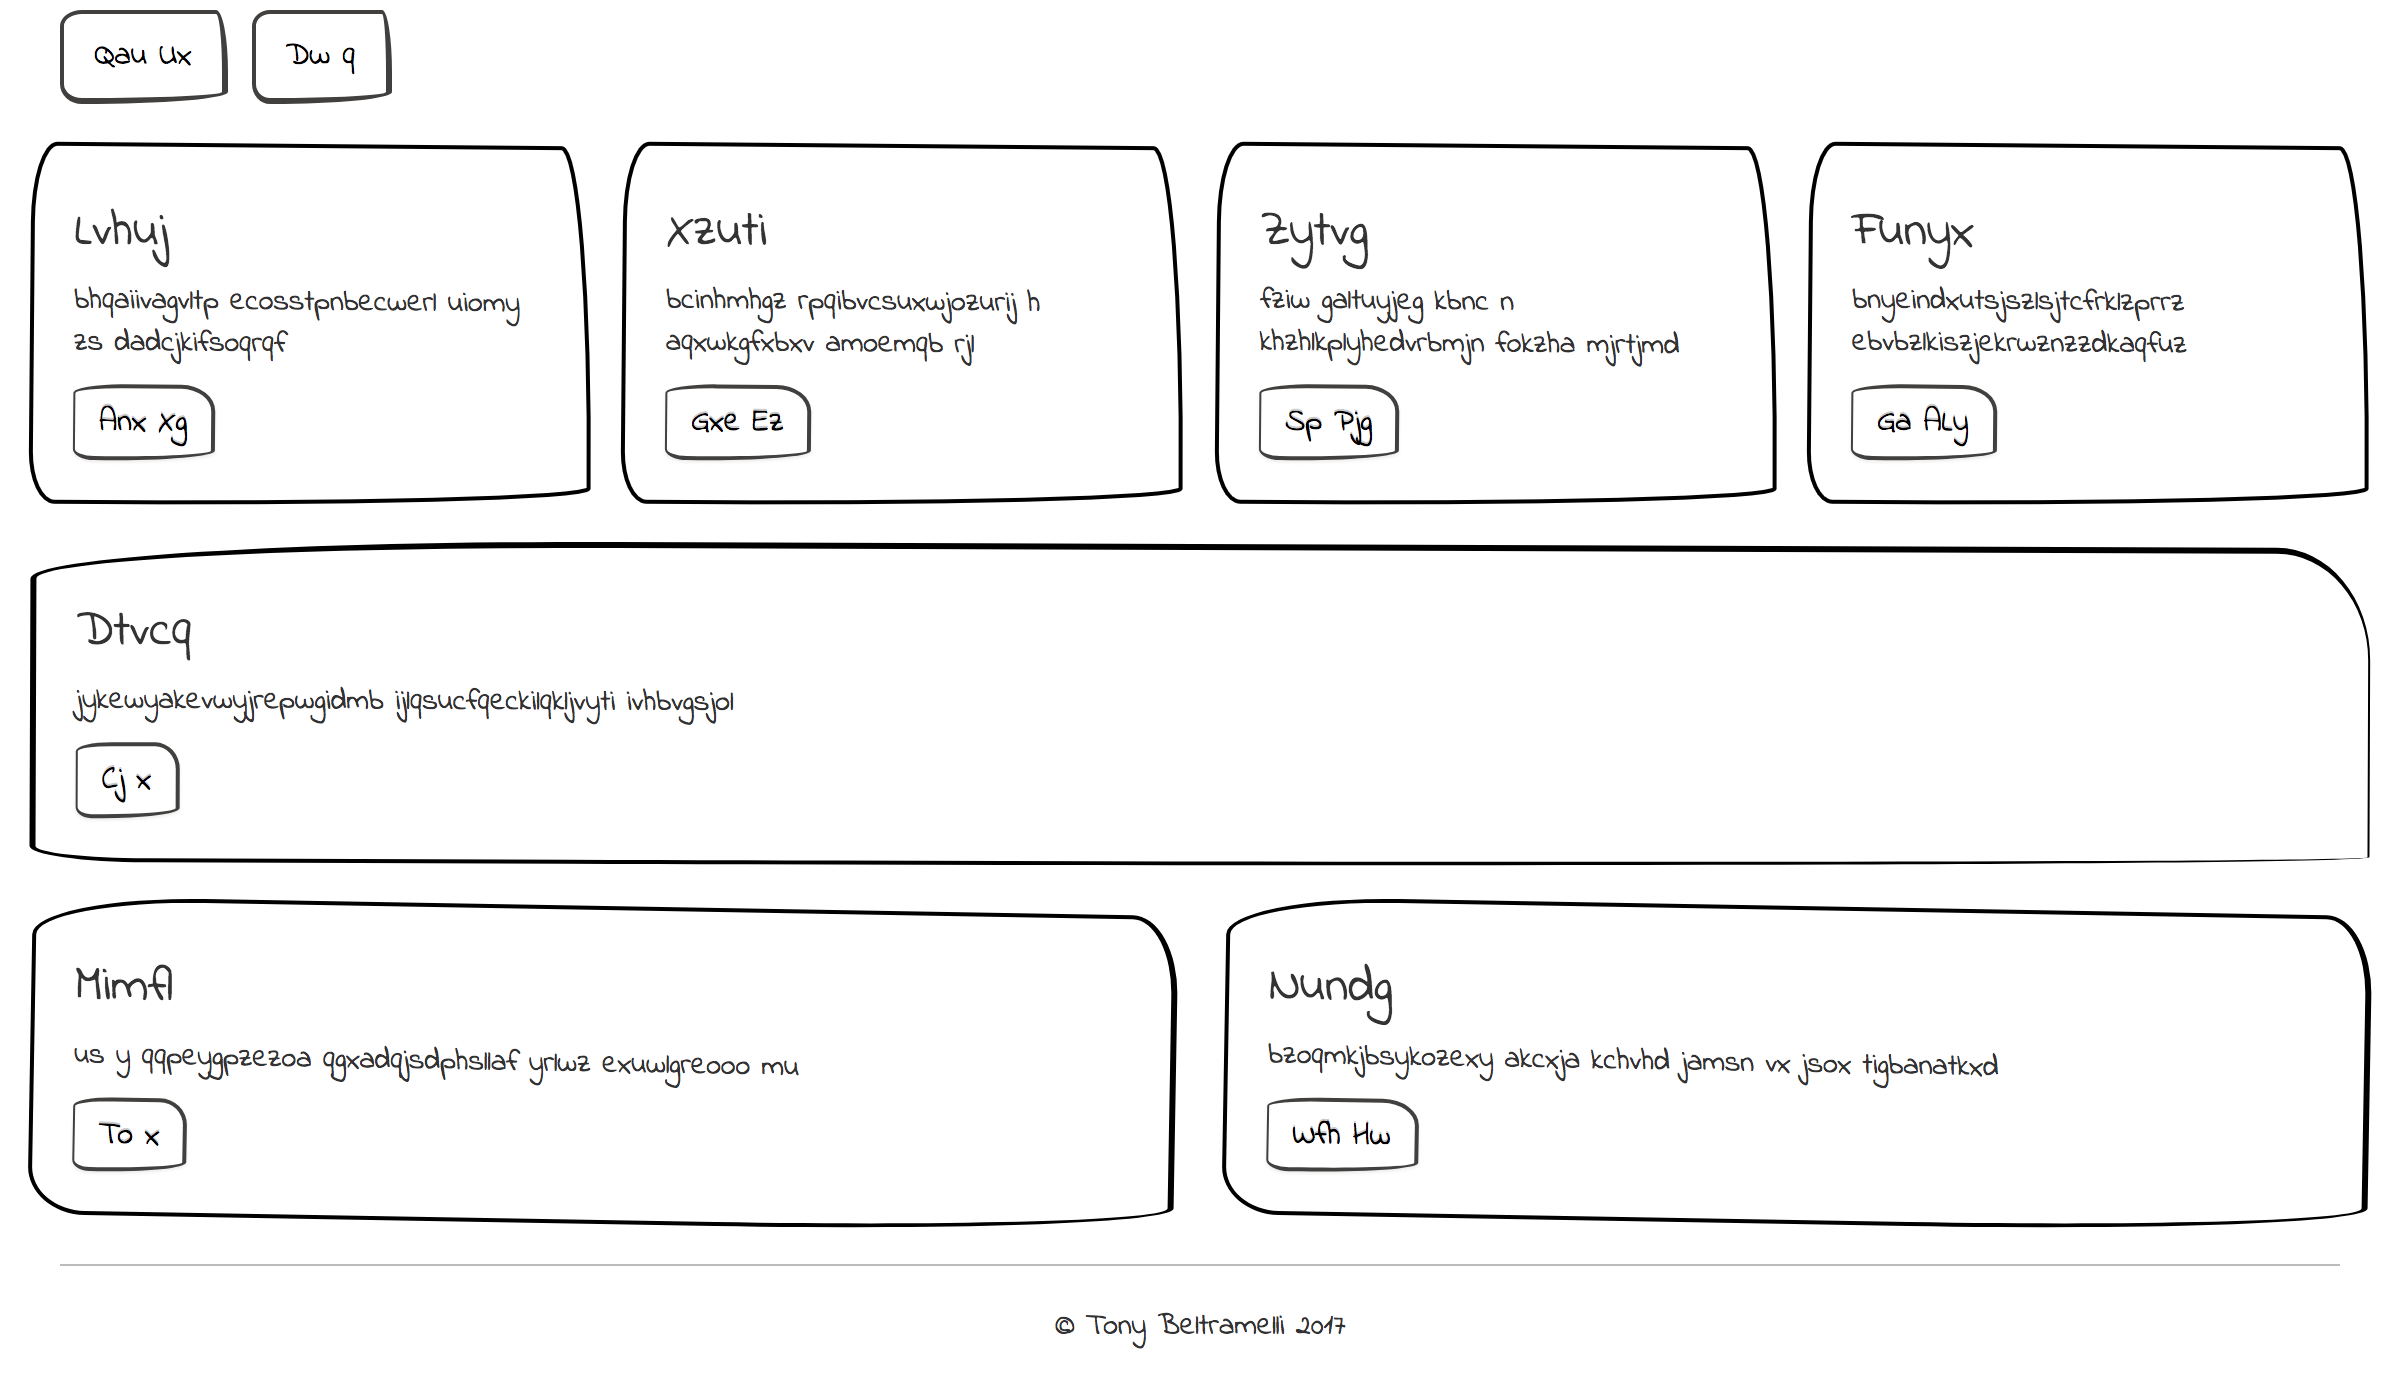 Qau Ux
Dw q
Lvhuj
bhqaiivagvltp ecosstpnbecwerl uiomy
zs dadcjkifsoqrqf
Anx Xg
Xzuti
bcinhmhgz rpqibvcsuxwjozurij h
aqxwkgfxbxv amoemqb rjl
Gxe Ez
Zytvg
fziw galtuyjeg kbnc n
khzhlkplyhedvrbmjn fokzha mjrtjmd
Sp Pjg
Funyx
bnyeindxutsjszlsjtcfrklzprrz
ebvbzlkiszjekrwznzzdkaqfuz
Ga ALy
Dtvcq
jykewyakevwyjrepwgidmb ijlqsucfqeckilqkljvyti ivhbvgsjol
Cj x
Mimfl
us y qqpeygpzezoa qgxadqjsdphsllaf yrlwz exuwlgreooo mu
To x
Nundg
bzoqmkjbsykozexy akcxja kchvhd jamsn vx jsox tigbanatkxd
Wfh Hw
© Tony Beltramelli 2017